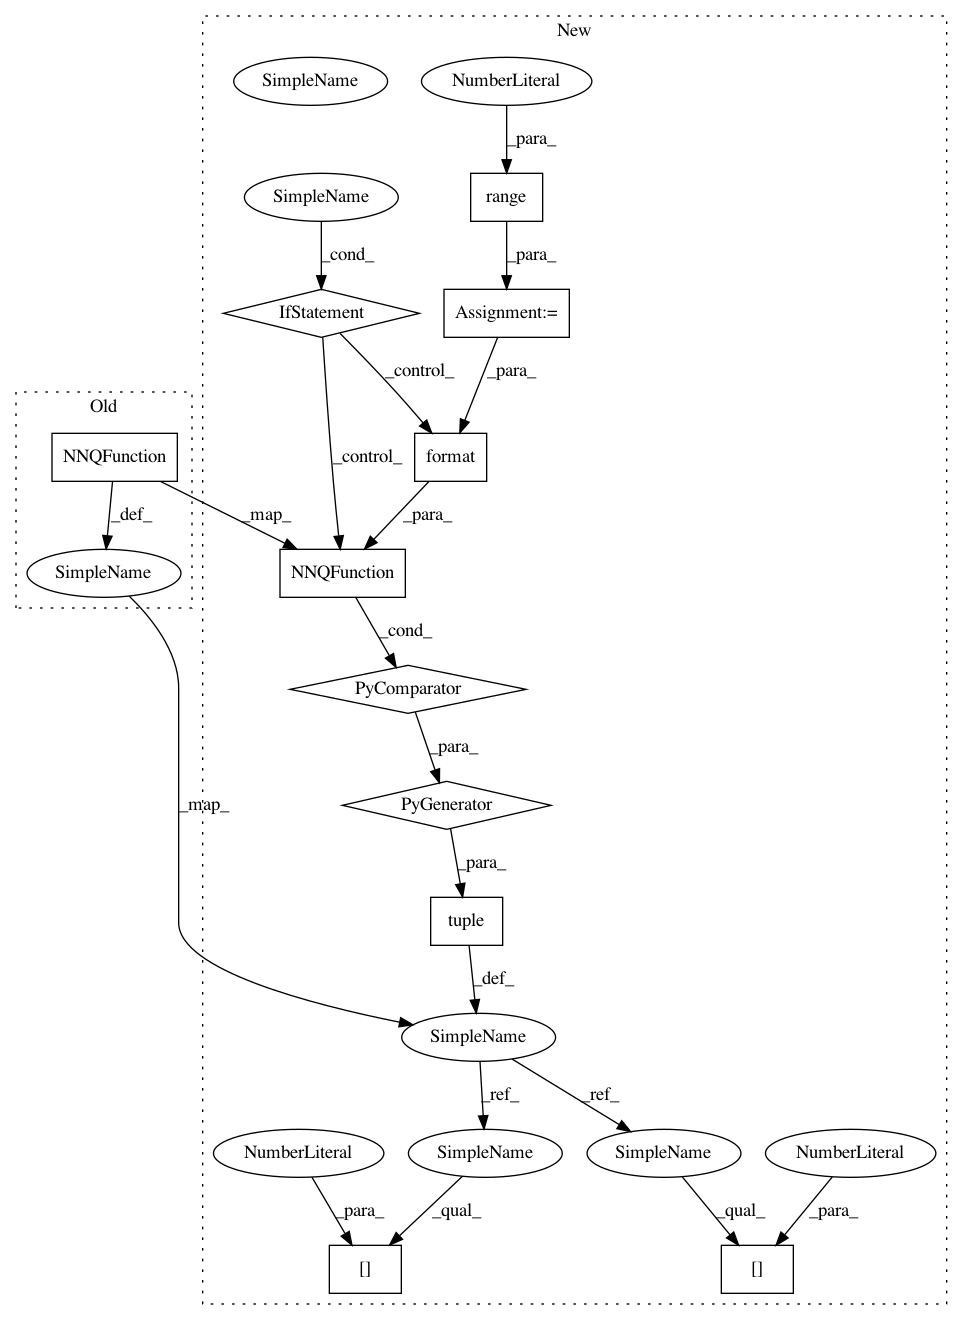 New
SimpleName
NumberLiteral
_para_
SimpleName
range
_cond_
_para_
IfStatement
Assignment:=
Old
_control_
_para_
NNQFunction
format
_control_
_def_
_map_
_para_
SimpleName
NNQFunction
_cond_
PyComparator
_para_
_map_
PyGenerator
_para_
tuple
_def_
SimpleName
_ref_
_ref_
NumberLiteral
SimpleName
SimpleName
NumberLiteral
_para_
_qual_
_qual_
_para_
[]
[]